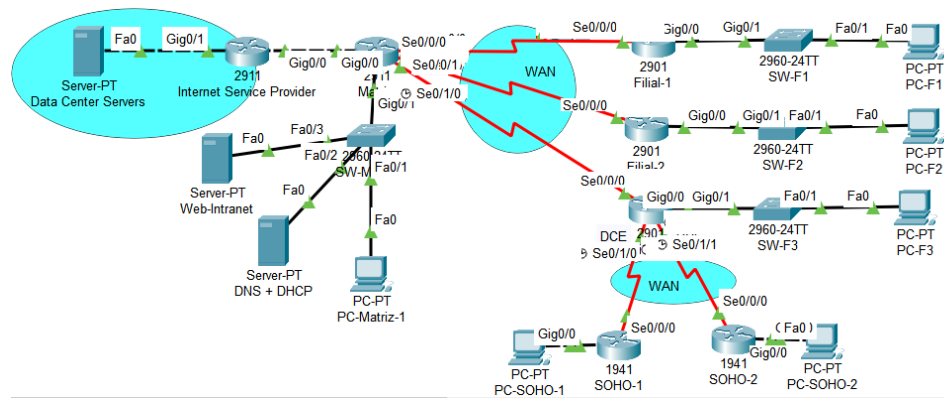 Fa0
Gig0/1
Server-PT
Data Center Servers
2911
Internet Service Provider
Gig0/0
Gig0/0
Se0/0/0
Se0/0/1
Se0/1/0
Gig0/1
WAN
Gig0/0
Gig0/1
Fa0/1
Fa0
2901
Filial-1
2960-24TT
SW-F1
PC-PT
PC-F1
Se0/0/0
Gig0/0
Gig0/1
Fa0/1
Fa0
2901
Filial-2
2960-24TT
SW-F2
PC-PT
PC-F2
Fa0
Fa0/3
Fa0/2
Fa0/1
Server-PT
Web-Intranet
Fa0
Server-PT
DNS + DHCP
Fa0
PC-PT
PC-Matriz-1
Se0/0/0
Gig0/0
Gig0/1
Fa0/1
Fa0
2901
DCE
Se0/1/0
Se0/1/1
2960-24TT
SW-F3
PC-PT
PC-F3
WAN
Gig0/0
Se0/0/0
PC-PT
PC-SOHO-1
1941
SOHO-1
Se0/0/0
Fa0
Gig0/0
1941
SOHO-2
PC-PT
PC-SOHO-2